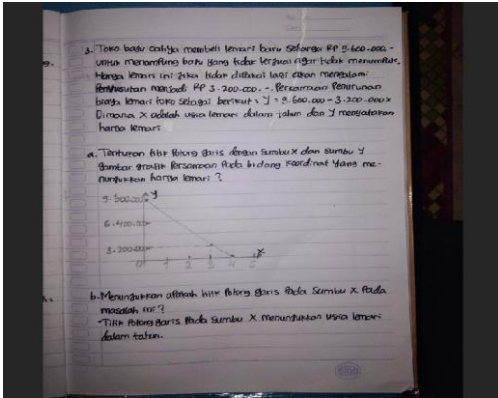 3. Toko baju cahya membeli lemari baru seharga RP 9.600.000.-
untuk menampung baju yang tidak terjual agar tidak menumpuk.
Harga lemari ini jika tidak dipakai lagi akan mengalami
Penyusutan menjadi RP 3.200.000.- Persamaan Penurunan
biaya lemari toko sebagai berikut: y = 9.600.000 - 3.200.000x
Dimana x adalah usia lemari dalam tahun dan y menyatakan
harga lemari
a. Tentukan titik Potong garis dengan sumbu x dan sumbu y
gambar grafik Persamaan Pada bidang koordinat yang me-
nunjukkan harga lemari ?
y
9.600.000
6.400.000
3.200.000
0 1 2 3 4 5 x
b. Menunjukkan apakah titik Potong garis Pada Sumbu X Pada
masalah ini ?
- Titik Potong garis Pada Sumbu X menunjukkan usia lemari
dalam tahun.